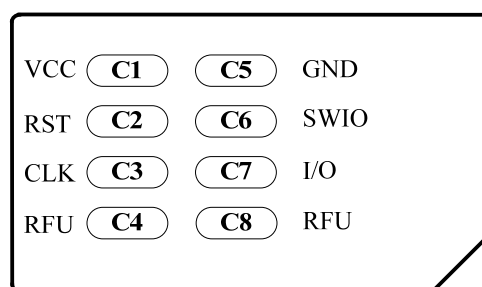 VCC C1 C5 GND
RST C2 C6 SWIO
CLK C3 C7 I/O
RFU C4 C8 RFU